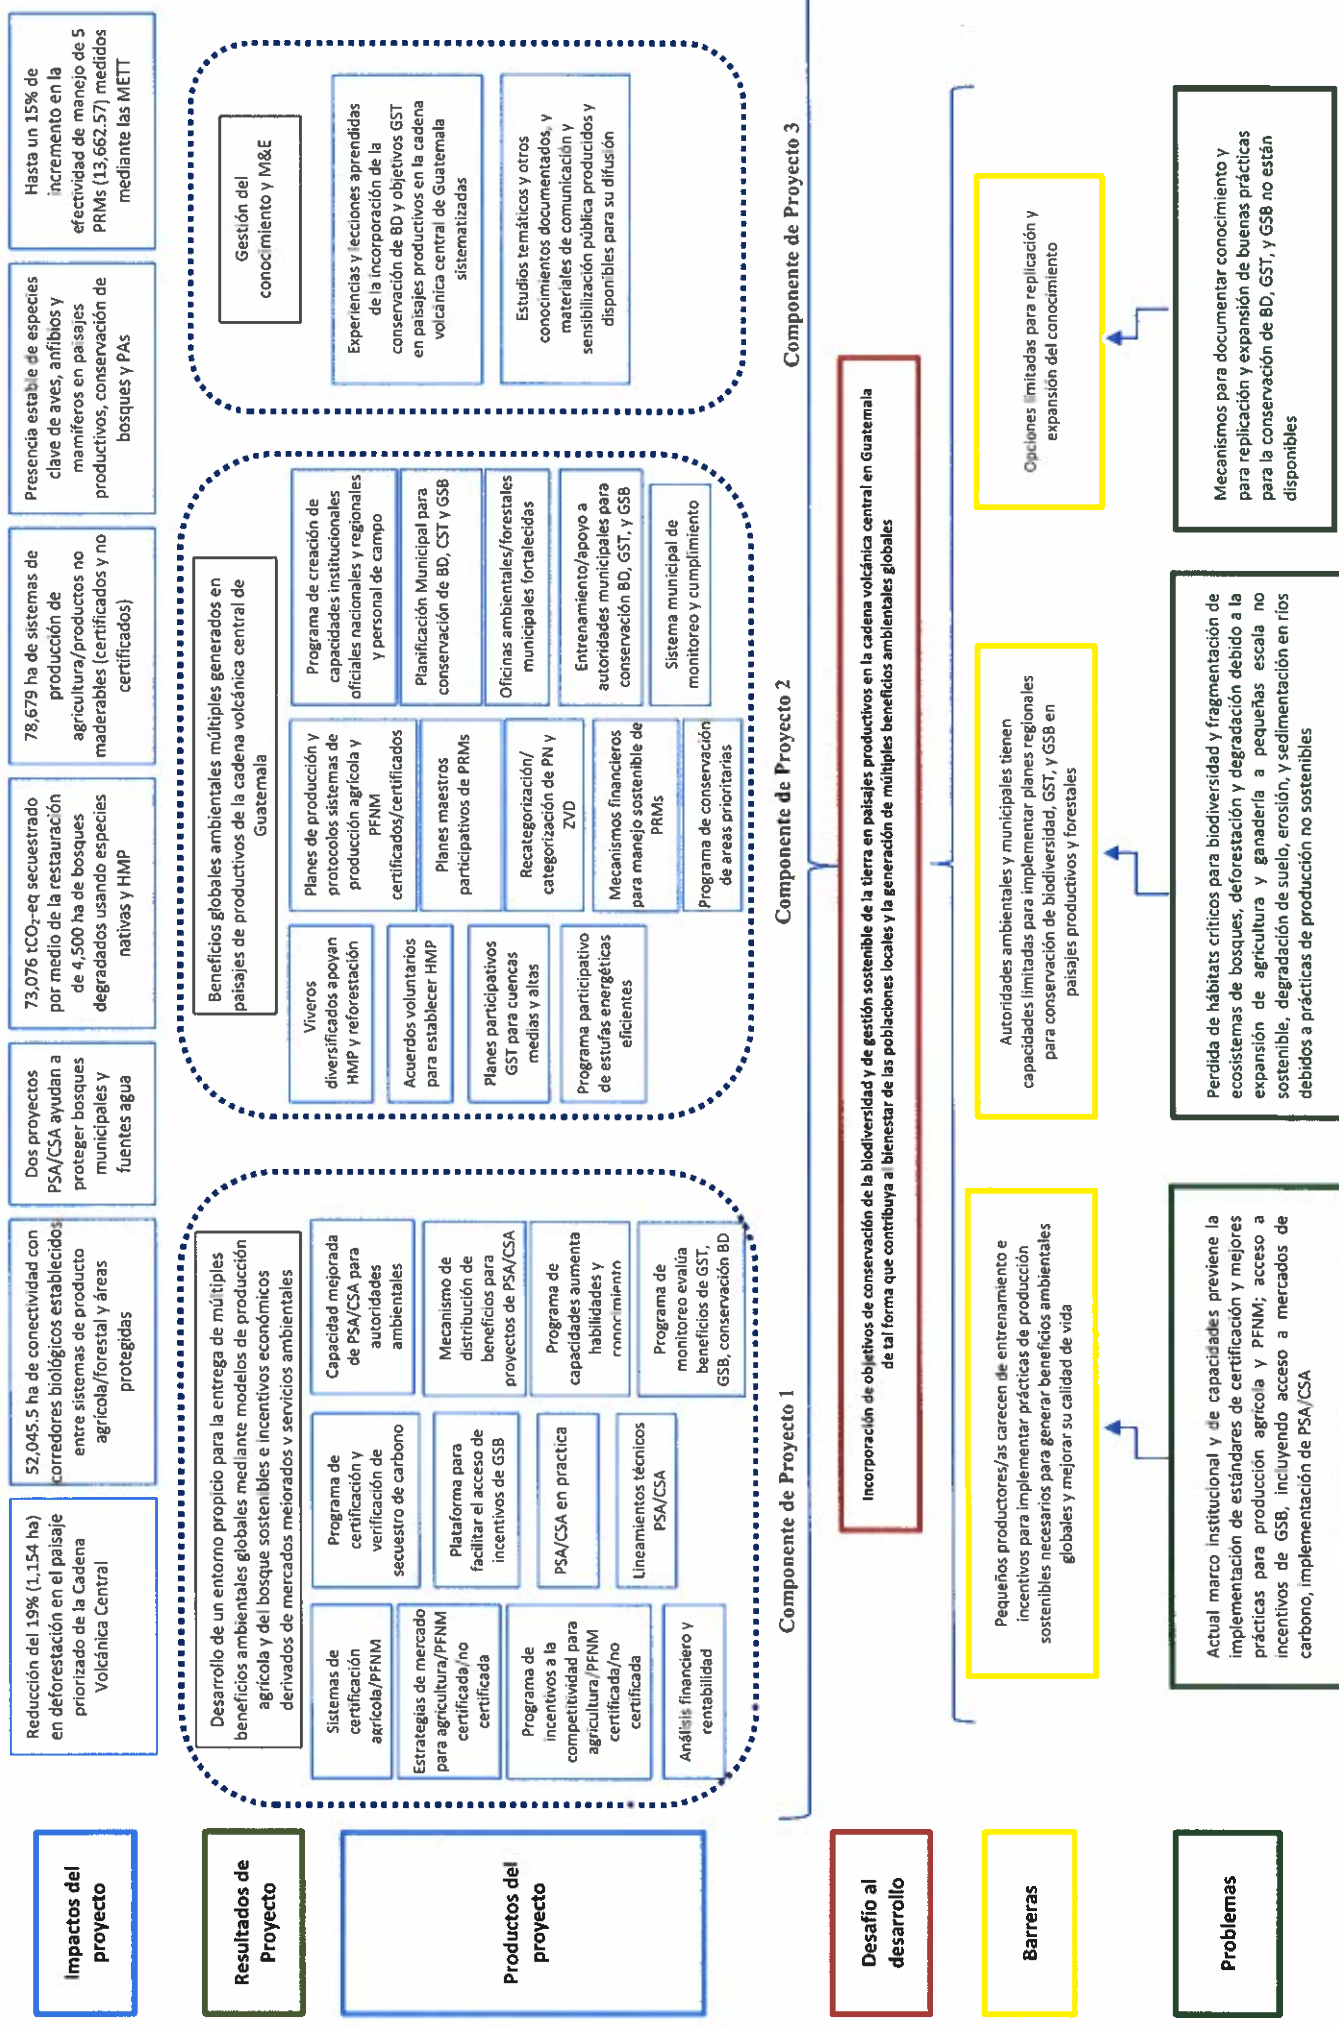 Impactos del
proyecto
Reducción del 19% (1,154 ha)
en deforestación en el paisaje
priorizado de la Cadena
Volcánica Central
52,045.5 ha de conectividad con
corredores biológicos establecidos
entre sistemas de producto
agrícola/forestal y áreas
protegidas
Dos proyectos
PSA/CSA ayudan a
proteger bosques
municipales y
fuentes agua
73,076 tCO₂-eq secuestrado
por medio de la restauración
de 4,500 ha de bosques
degradados usando especies
nativas y HMP
78,679 ha de sistemas de
producción de
agricultura/productos no
maderables (certificados y no
certificados)
Presencia estable de especies
clave de aves, anfibios y
mamíferos en paisajes
productivos, conservación de
bosques y PAs
Hasta un 15% de
incremento en la
efectividad de manejo de 5
PRMs (13,662.57) medidos
mediante las METT
Resultados de
Proyecto
Desarrollo de un entorno propicio para la entrega de múltiples
beneficios ambientales globales mediante modelos de producción
agrícola y del bosque sostenibles e incentivos económicos
derivados de mercados mejorados y servicios ambientales
Beneficios globales ambientales múltiples generados en
paisajes de productivos de la cadena volcánica central de
Guatemala
Gestión del
conocimiento y M&E
Productos del
proyecto
Sistemas de
certificación
agrícola/PFNM
Estrategias de mercado
para agricultura/PFNM
certificada/no
certificada
Programa de
incentivos a la
competitividad para
agricultura/PFNM
certificada/no
certificada
Análisis financiero y
rentabilidad
Programa de
certificación y
verificación de
secuestro de carbono
Plataforma para
facilitar el acceso de
incentivos de GSB
PSA/CSA en practica
Lineamientos técnicos
PSA/CSA
Capacidad mejorada
de PSA/CSA para
autoridades
ambientales
Mecanismo de
distribución de
beneficios para
proyectos de PSA/CSA
Programa de
capacidades aumenta
habilidades y
conocimiento
Programa de
monitoreo evalúa
beneficios de GST,
GSB, conservación BD
Viveros
diversificados apoyan
HMP y reforestación
Acuerdos voluntarios
para establecer HMP
Planes participativos
GST para cuencas
medias y altas
Programa participativo
de estufas energéticas
eficientes
Planes de producción y
protocolos sistemas de
producción agrícola y
PFNM
certificados/certificados
Planes maestros
participativos de PRMs
Recategorización/
categorización de PN y
ZVD
Mecanismos financieros
para manejo sostenible de
PRMs
Programa de conservación
de areas prioritarias
Programa de creación de
capacidades institucionales
oficiales nacionales y regionales
y personal de campo
Planificación Municipal para
conservación de BD, CST y GSB
Oficinas ambientales/forestales
municipales fortalecidas
Entrenamiento/apoyo a
autoridades municipales para
conservación BD, GST, y GSB
Sistema municipal de
monitoreo y cumplimiento
Experiencias y lecciones aprendidas
de la incorporación de la
conservación de BD y objetivos GST
en paisajes productivos en la cadena
volcánica central de Guatemala
sistematizadas
Estudios temáticos y otros
conocimientos documentados, y
materiales de comunicación y
sensibilización pública producidos y
disponibles para su difusión
Componente de Proyecto 1
Componente de Proyecto 2
Componente de Proyecto 3
Desafío al
desarrollo
Incorporación de objetivos de conservación de la biodiversidad y de gestión sostenible de la tierra en paisajes productivos en la cadena volcánica central en Guatemala
de tal forma que contribuya al bienestar de las poblaciones locales y la generación de múltiples beneficios ambientales globales
Barreras
Pequeños productores/as carecen de entrenamiento e
incentivos para implementar prácticas de producción
sostenibles necesarios para generar beneficios ambientales
globales y mejorar su calidad de vida
Autoridades ambientales y municipales tienen
capacidades limitadas para implementar planes regionales
para conservación de biodiversidad, GST, y GSB en
paisajes productivos y forestales
Opciones limitadas para replicación y
expansión del conocimiento
Problemas
Actual marco institucional y de capacidades previene la
implementación de estándares de certificación y mejores
prácticas para producción agrícola y PFNM; acceso a
incentivos de GSB, incluyendo acceso a mercados de
carbono, implementación de PSA/CSA
Perdida de hábitats críticos para biodiversidad y fragmentación de
ecosistemas de bosques, deforestación y degradación debido a la
expansión de agricultura y ganadería a pequeñas escala no
sostenible, degradación de suelo, erosión, y sedimentación en ríos
debidos a prácticas de producción no sostenibles
Mecanismos para documentar conocimiento y
para replicación y expansión de buenas prácticas
para la conservación de BD, GST, y GSB no están
disponibles